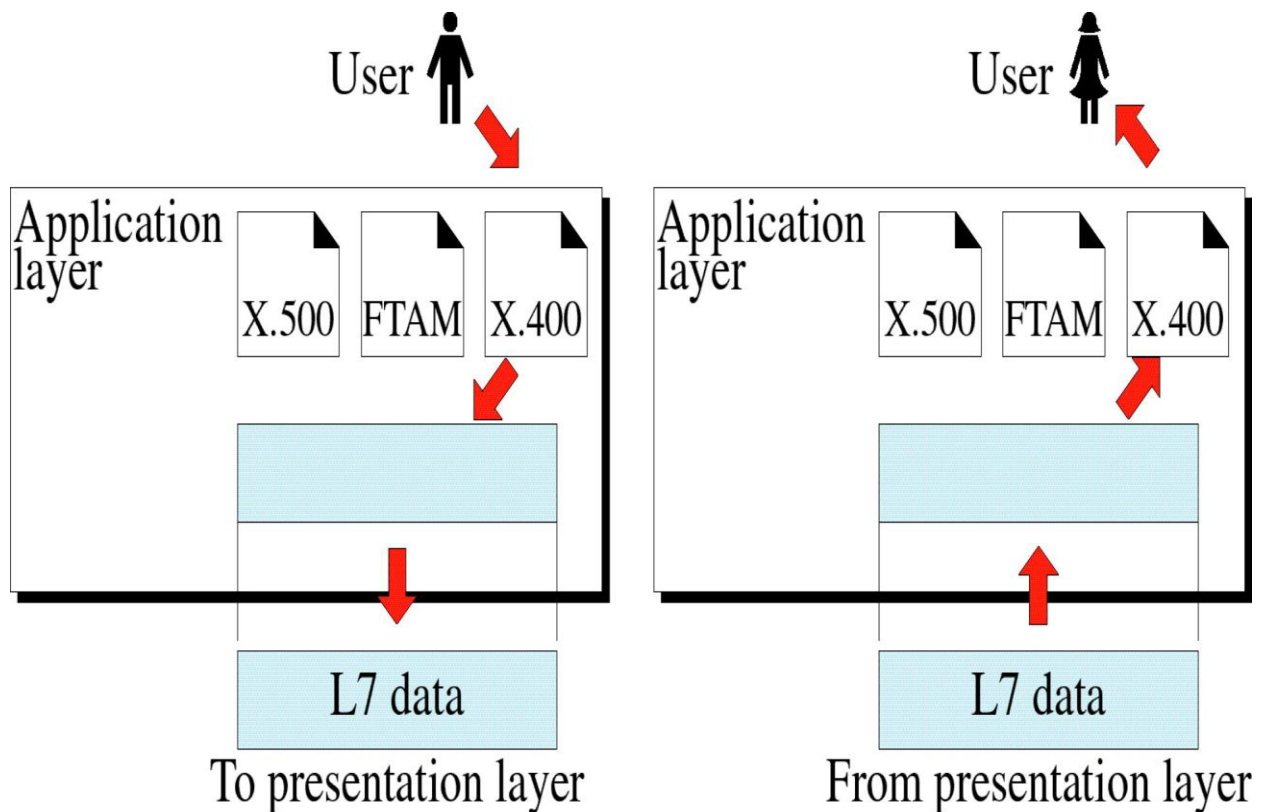 User
Application
layer
X.500 FTAM X.400
L7 data
To presentation layer
User
Application
layer
X.500 FTAM X.400
L7 data
From presentation layer